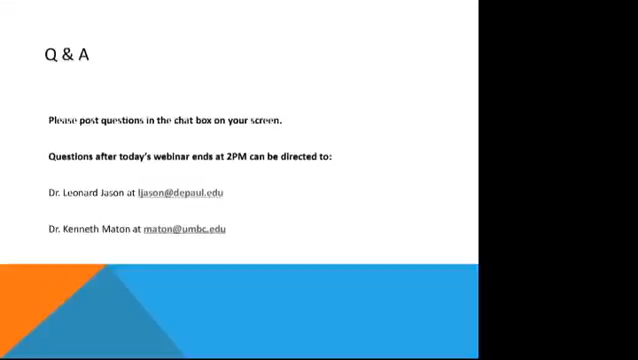 Q & A
Please post questions in the chat box on your screen.
Questions after today's webinar ends at 2PM can be directed to:
Dr. Leonard Jason at ljason@depaul.edu
Dr. Kenneth Maton at maton@umbc.edu